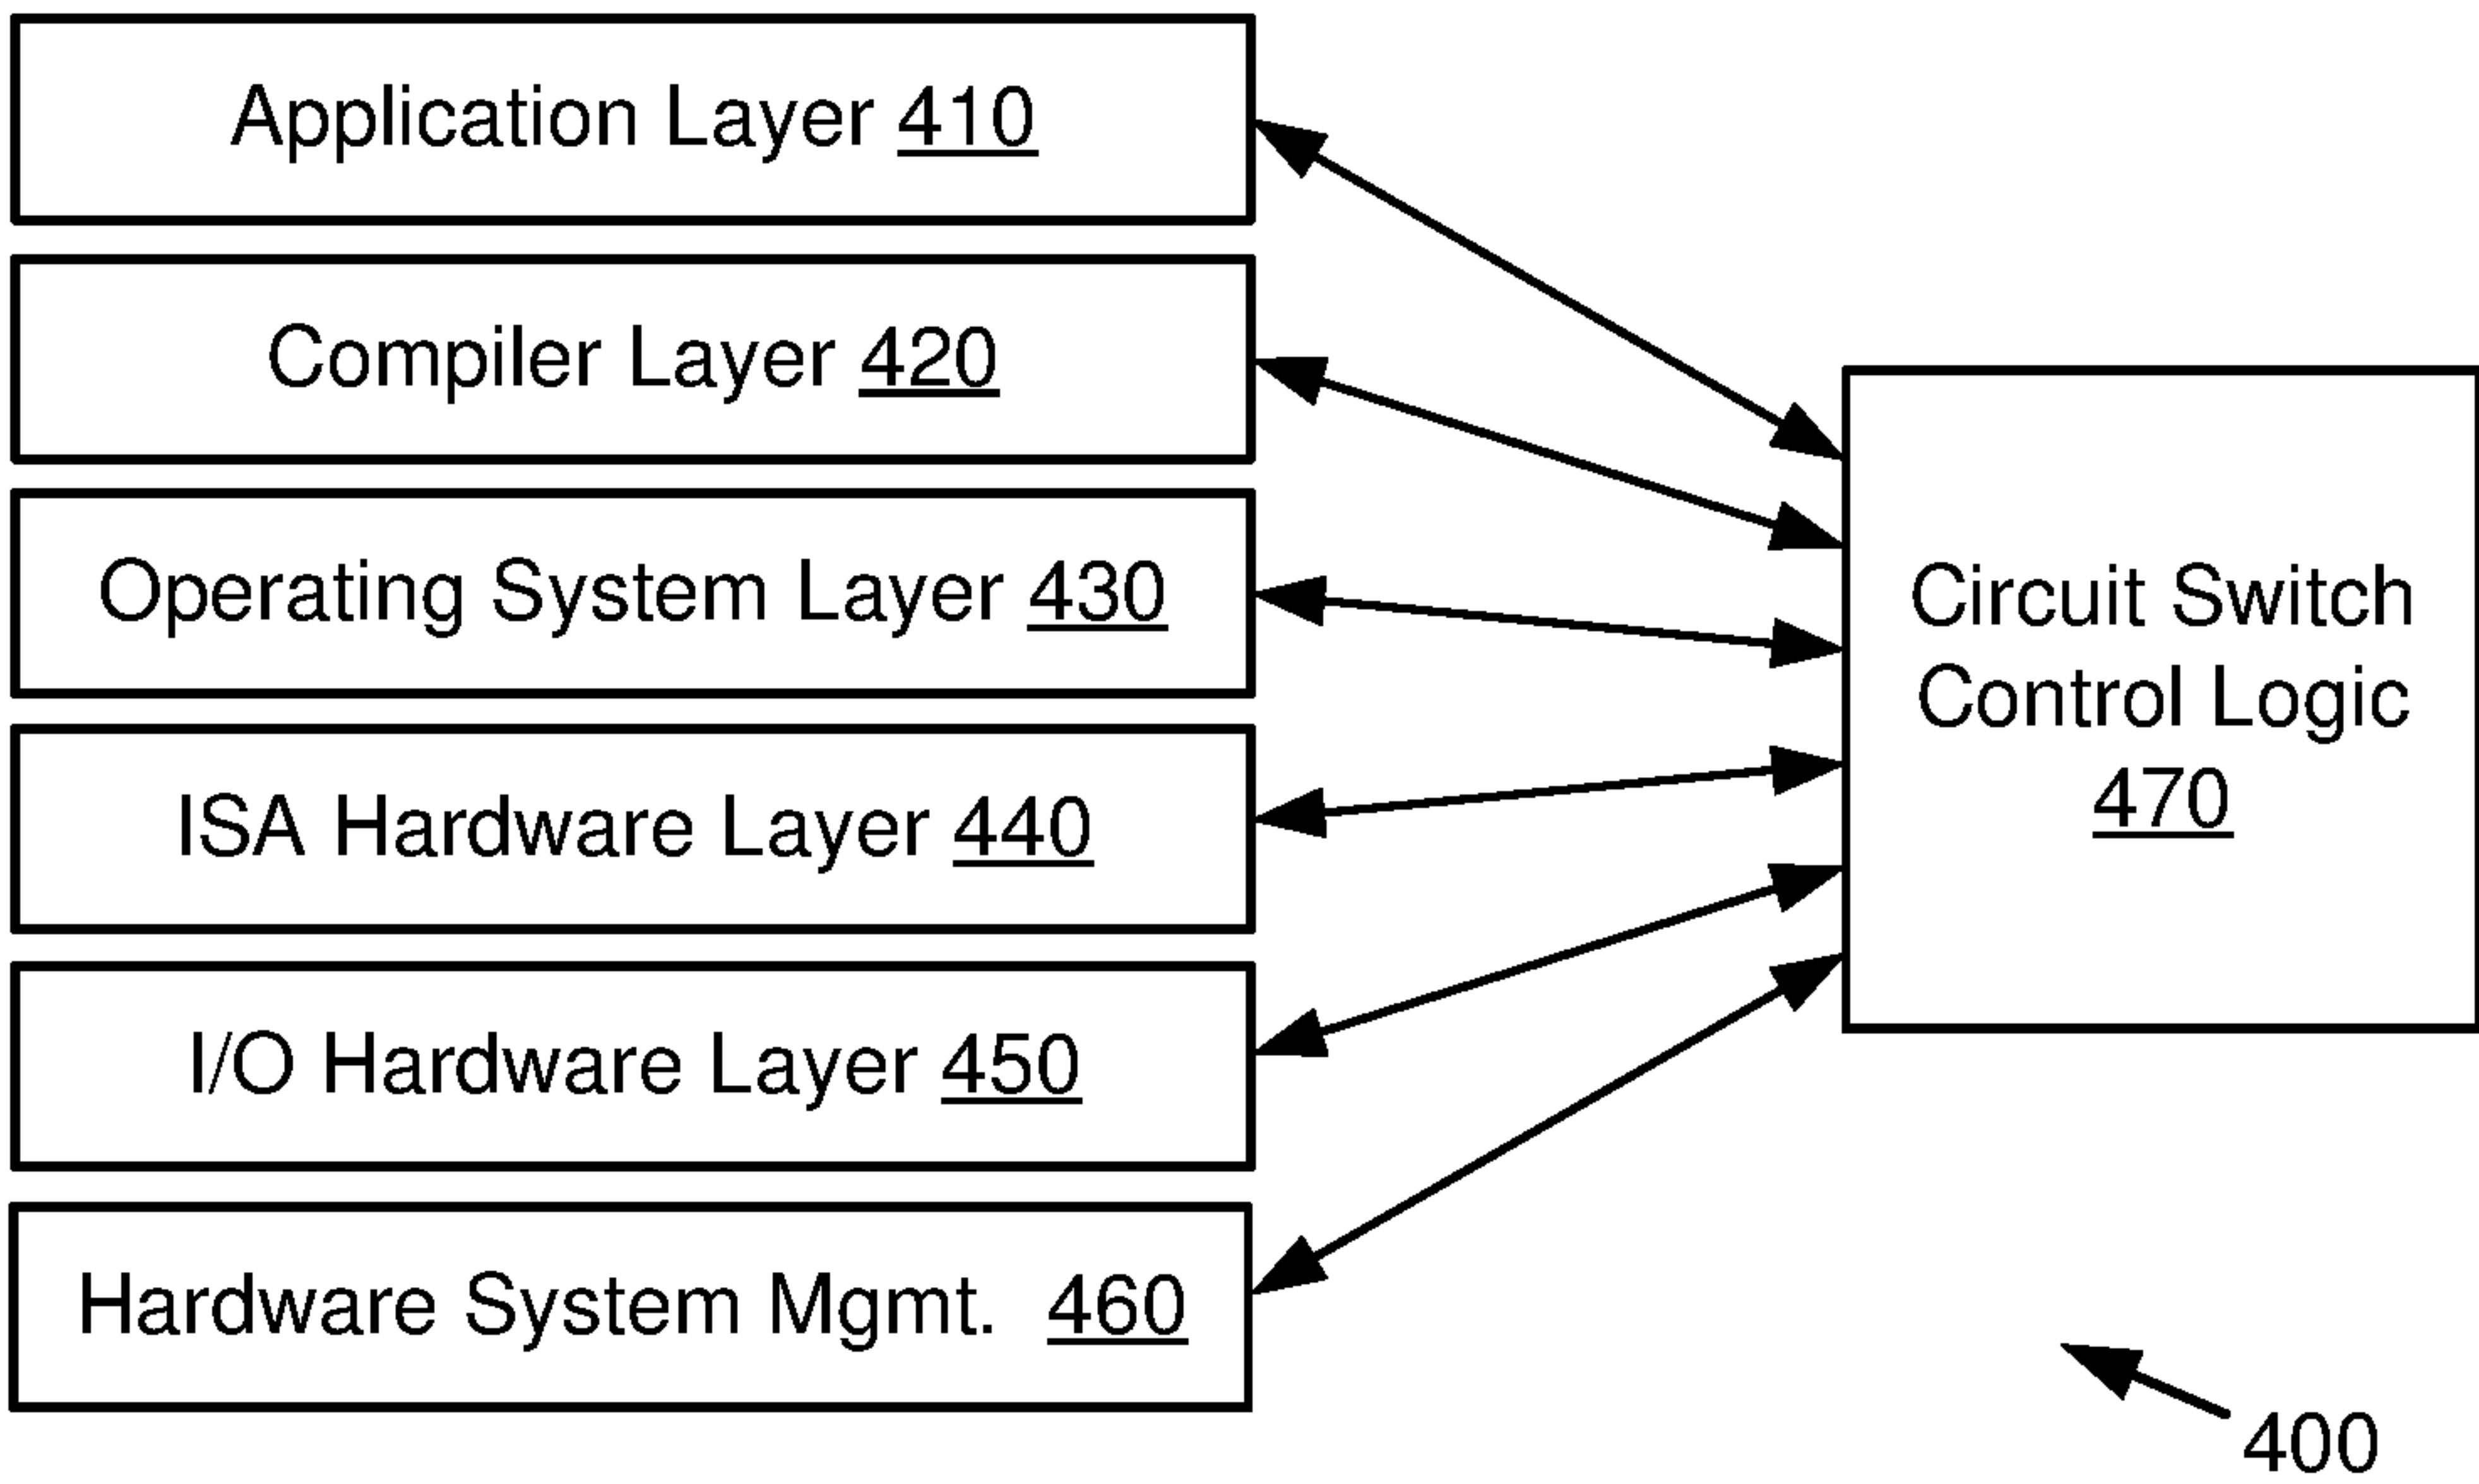 Application Layer 410
Compiler Layer 420
Operating System Layer 430
ISA Hardware Layer 440
I/O Hardware Layer 450
Hardware System Mgmt. 460
Circuit Switch
Control Logic
470
400